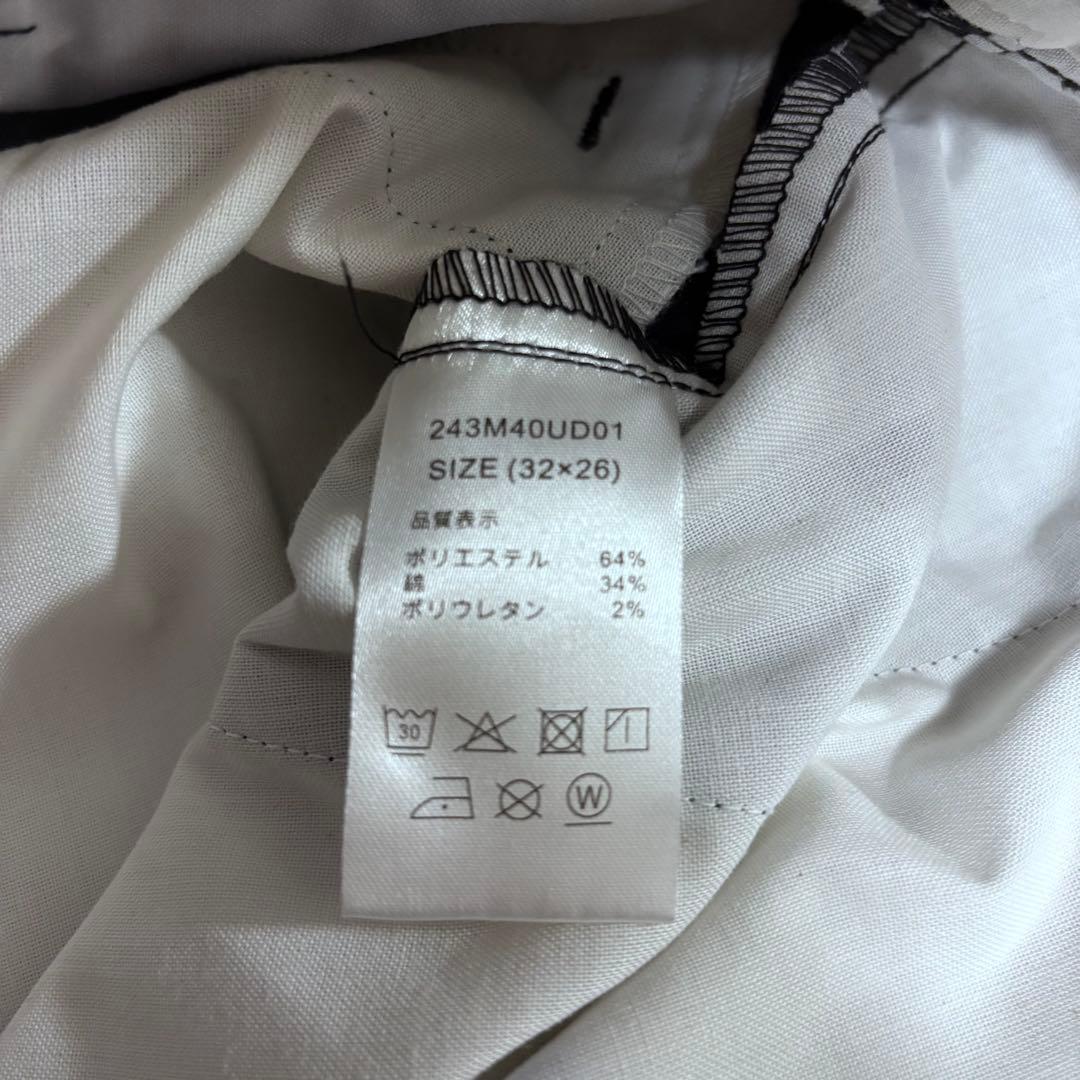 243M40UD01
SIZE (32×26)
品質表示
ポリエステル 64%
綿 34%
ポリウレタン 2%
30
W